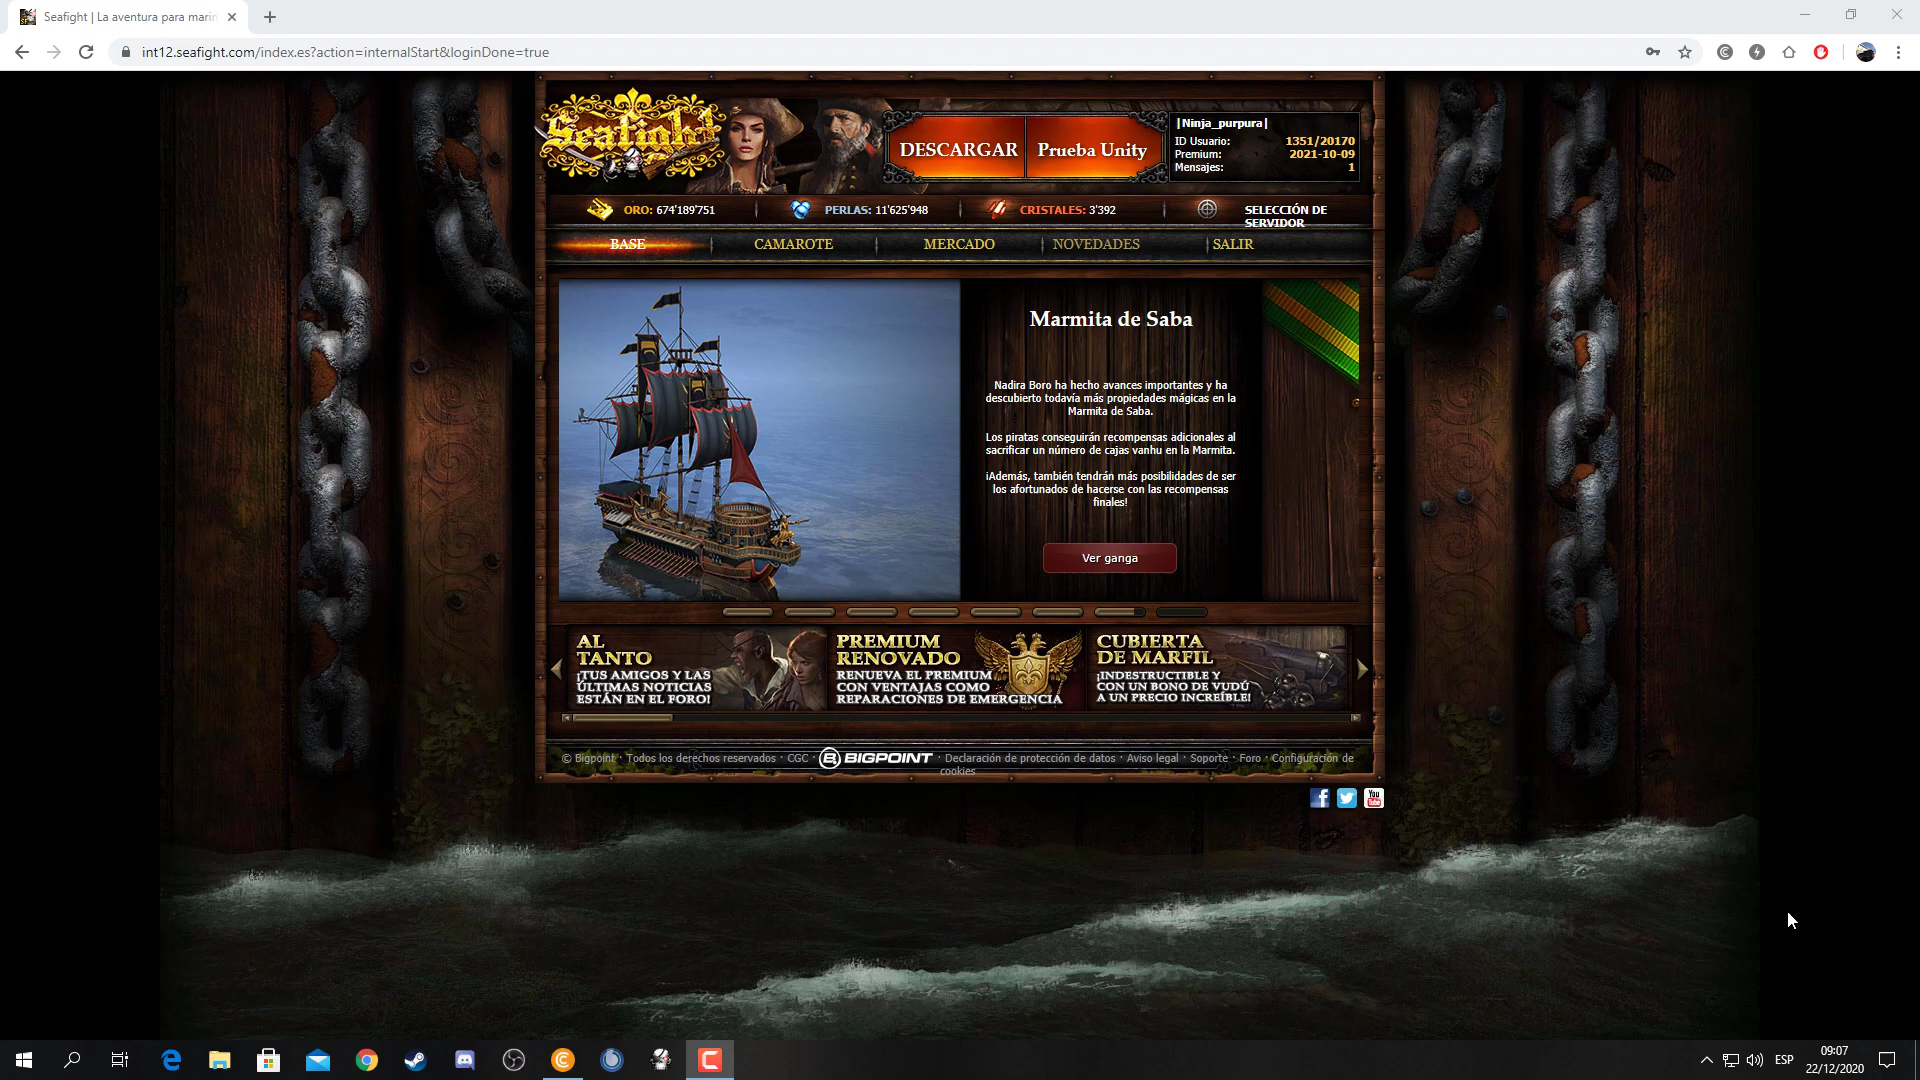 Seafight | La aventura para marin
int12.seafight.com/index.es?action=internalStart&loginDone=true
Seafight
DESCARGAR
Prueba Unity
|Ninja_purpura|
ID Usuario: 1351/20170
Premium: 2021-10-09
Mensajes: 1
ORO: 674'189'751
PERLAS: 11'625'948
CRISTALES: 3'392
SELECCIÓN DE
SERVIDOR
BASE
CAMAROTE
MERCADO
NOVEDADES
SALIR
Marmita de Saba
Nadira Boro ha hecho avances importantes y ha
descubierto todavía más propiedades mágicas en la
Marmita de Saba.
Los piratas conseguirán recompensas adicionales al
sacrificar un número de cajas vanhu en la Marmita.
¡Además, también tendrán más posibilidades de ser
los afortunados de hacerse con las recompensas
finales!
Ver ganga
AL
TANTO
¡TUS AMIGOS Y LAS
ÚLTIMAS NOTICIAS
ESTÁN EN EL FORO!
PREMIUM
RENOVADO
RENUEVA EL PREMIUM
CON VENTAJAS COMO
REPARACIONES DE EMERGENCIA
CUBIERTA
DE MARFIL
¡INDESTRUCTIBLE Y
CON UN BONO DE VUDÚ
A UN PRECIO INCREÍBLE!
© Bigpoint · Todos los derechos reservados · CGC · BIGPOINT · Declaración de protección de datos · Aviso legal · Soporte · Foro · Configuración de
cookies
You
Tube
ESP
09:07
22/12/2020